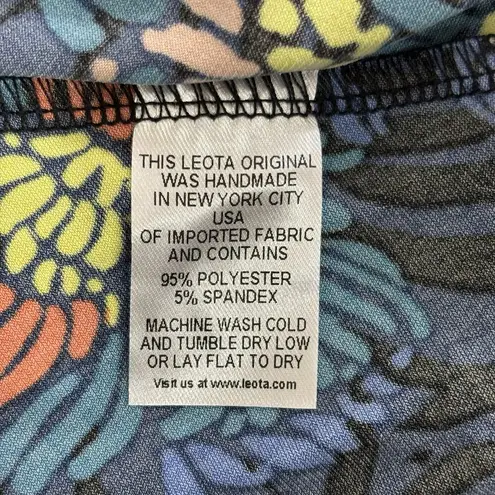 THIS LEOTA ORIGINAL
WAS HANDMADE
IN NEW YORK CITY
USA
OF IMPORTED FABRIC
AND CONTAINS
95% POLYESTER
5% SPANDEX
MACHINE WASH COLD
AND TUMBLE DRY LOW
OR LAY FLAT TO DRY
Visit us at www.leota.com